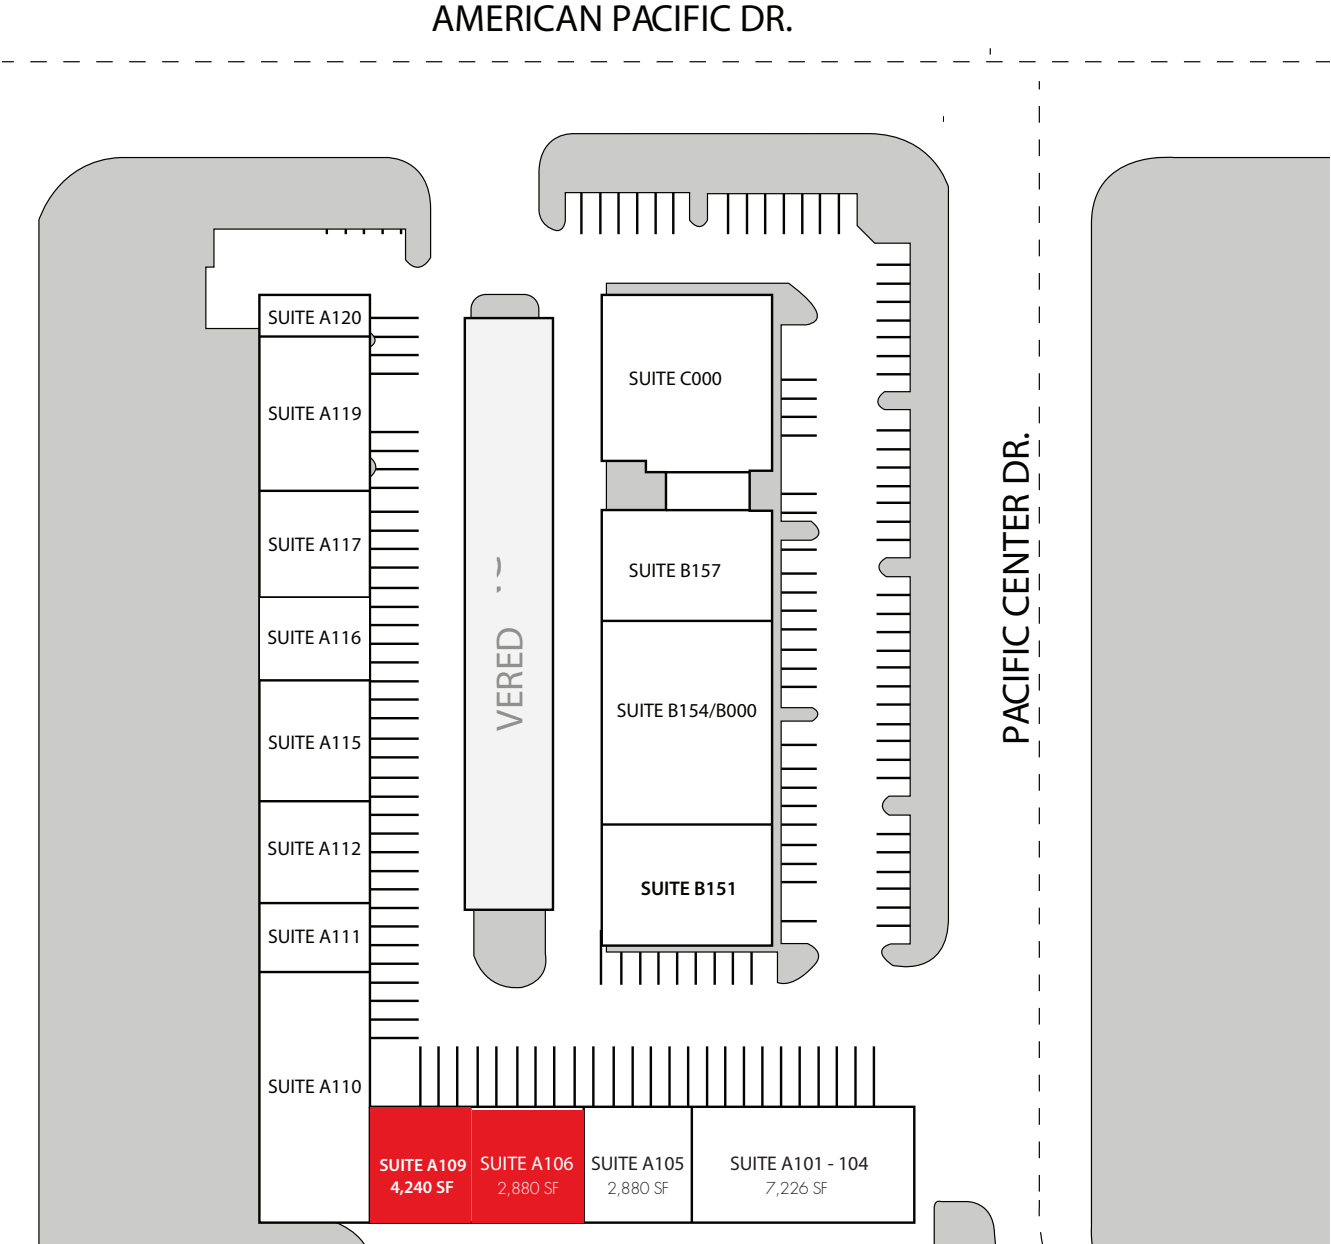 AMERICAN PACIFIC DR.
SUITE A120
SUITE A119
SUITE A117
SUITE A116
SUITE A115
SUITE A112
SUITE A111
SUITE A110
VERED
SUITE C000
SUITE B157
SUITE B154/B000
SUITE B151
PACIFIC CENTER DR.
SUITE A109
4,240 SF
SUITE A106
2,880 SF
SUITE A105
2,880 SF
SUITE A101 - 104
7,226 SF